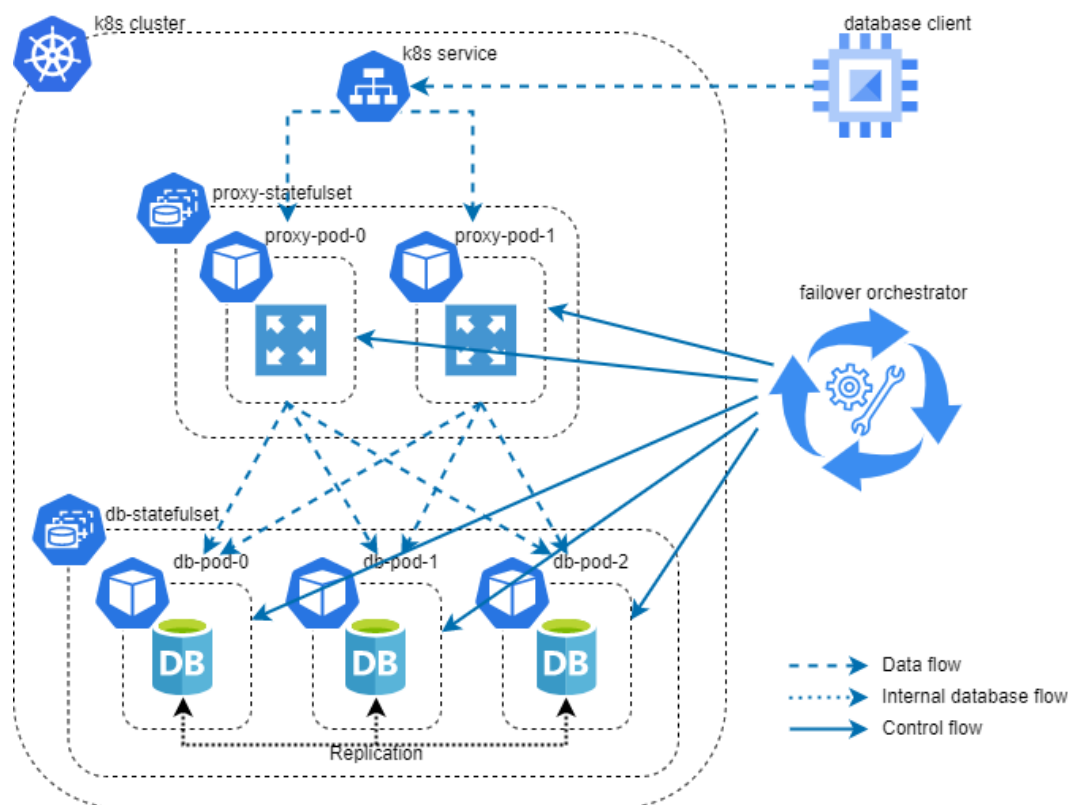 k8s cluster
database client
k8s service
proxy-statefulset
proxy-pod-0
proxy-pod-1
failover orchestrator
db-statefulset
db-pod-0
db-pod-1
db-pod-2
DB
DB
DB
Replication
Data flow
Internal database flow
Control flow